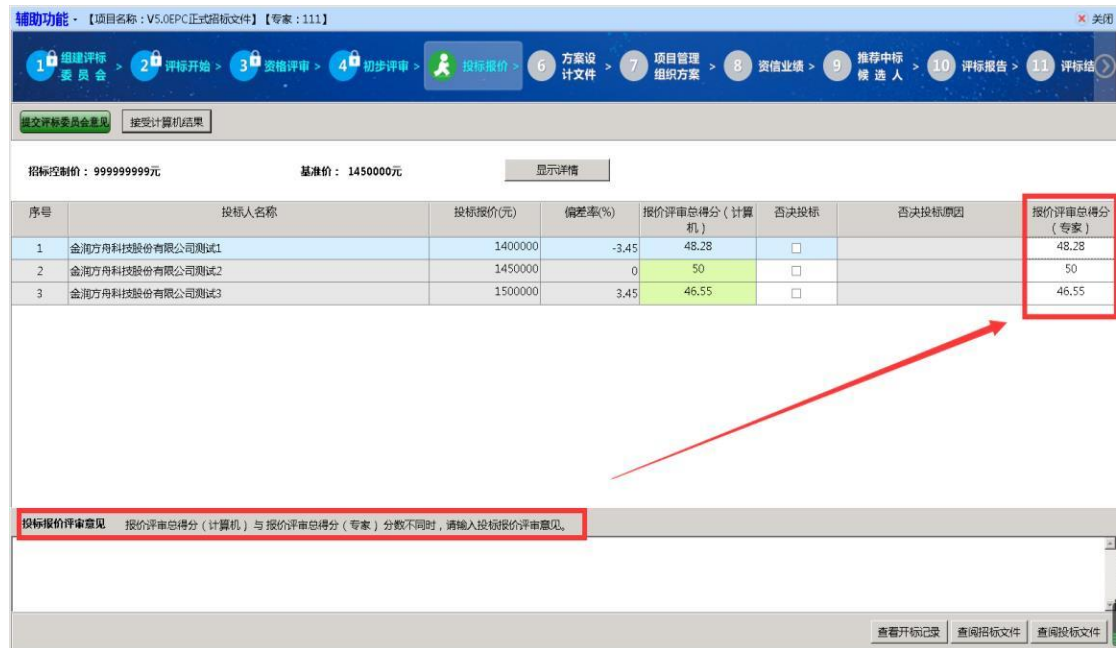 辅助功能 - 【项目名称：V5.0EPC正式招标文件】【专家：111】 × 关闭
1 组建评标委员会 > 2 评标开始 > 3 资格评审 > 4 初步评审 > 投标报价 > 6 方案设计文件 > 7 项目管理组织方案 > 8 资信业绩 > 9 推荐中标候选人 > 10 评标报告 > 11 评标结
提交评标委员会意见 接受计算机结果
招标控制价：999999999元 基准价：1450000元 显示详情
序号 投标人名称 投标报价(元) 偏差率(%) 报价评审总得分(计算机) 否决投标 否决投标原因 报价评审总得分(专家)
1 金润方舟科技股份有限公司测试1 1400000 -3.45 48.28 48.28
2 金润方舟科技股份有限公司测试2 1450000 0 50 50
3 金润方舟科技股份有限公司测试3 1500000 3.45 46.55 46.55
投标报价评审意见 报价评审总得分(计算机)与报价评审总得分(专家)分数不同时，请输入投标报价评审意见。
查看开标记录 查阅招标文件 查阅投标文件